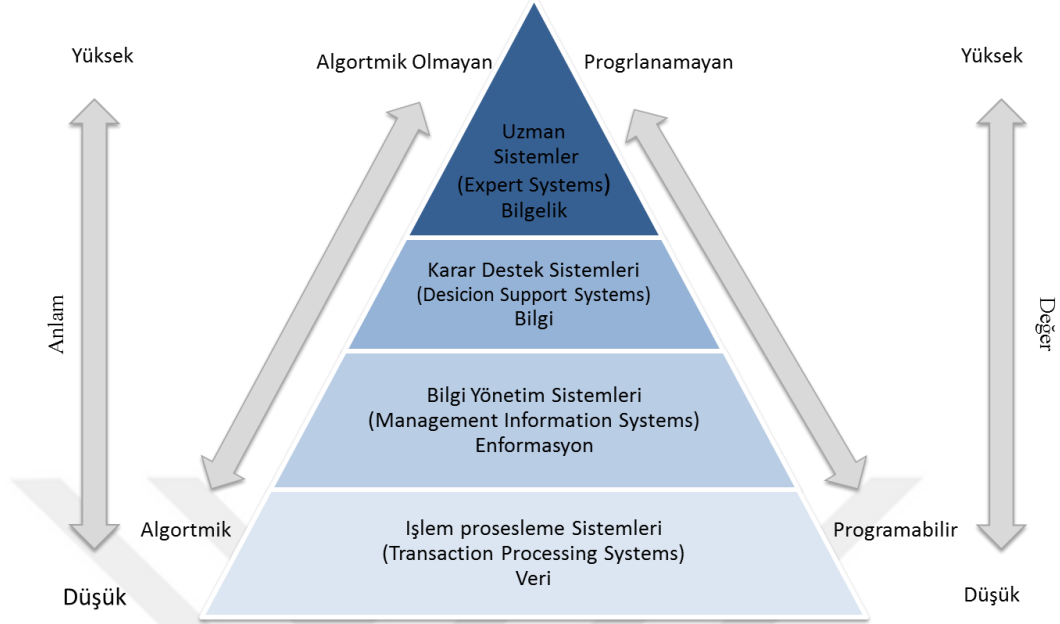 Yüksek
Algortmik Olmayan
Progrlanamayan
Yüksek
Uzman
Sistemler
(Expert Systems)
Bilgelik
Karar Destek Sistemleri
(Desicion Support Systems)
Bilgi
Anlam
Değer
Bilgi Yönetim Sistemleri
(Management Information Systems)
Enformasyon
Algortmik
Işlem prosesleme Sistemleri
(Transaction Processing Systems)
Veri
Programabilir
Düşük
Düşük